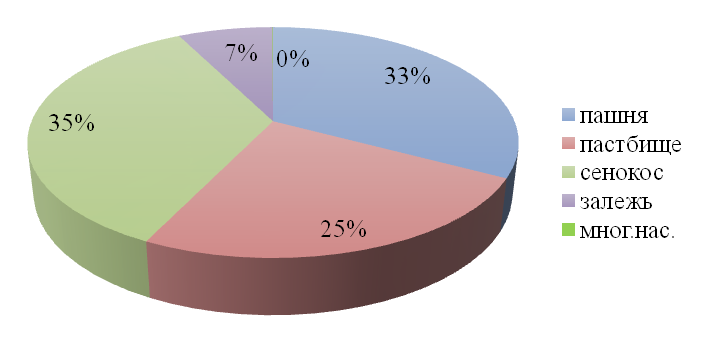 7%
0%
33%
35%
25%
пашня
пастбище
сенокос
залежь
мног.нас.